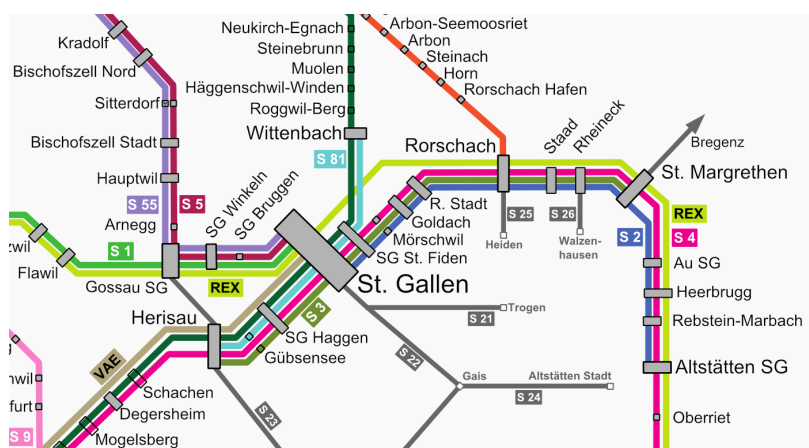 Kradolf
Bischofszell Nord
Sitterdorf
Bischofszell Stadt
Hauptwil
S 55
S 5
Arnegg
SG Winkeln
SG Bruggen
S 1
REX
zwil
Flawil
Gossau SG
Neukirch-Egnach
Steinebrunn
Muolen
Häggenschwil-Winden
Roggwil-Berg
Wittenbach
S 81
Arbon-Seemoosriet
Arbon
Steinach
Horn
Rorschach Hafen
Rorschach
Staad
Rheineck
Bregenz
St. Margrethen
R. Stadt
Goldach
Mörschwil
SG St. Fiden
St. Gallen
S 25
Heiden
S 26
Walzen-
hausen
REX
S 2
S 4
Au SG
Heerbrugg
Rebstein-Marbach
Altstätten SG
Oberriet
Herisau
S 3
SG Haggen
Gübsensee
Trogen
S 21
S 22
Gais
Altstätten Stadt
S 24
S 23
VAE
Schachen
Degersheim
Mogelsberg
g
nwil
furt
S 9